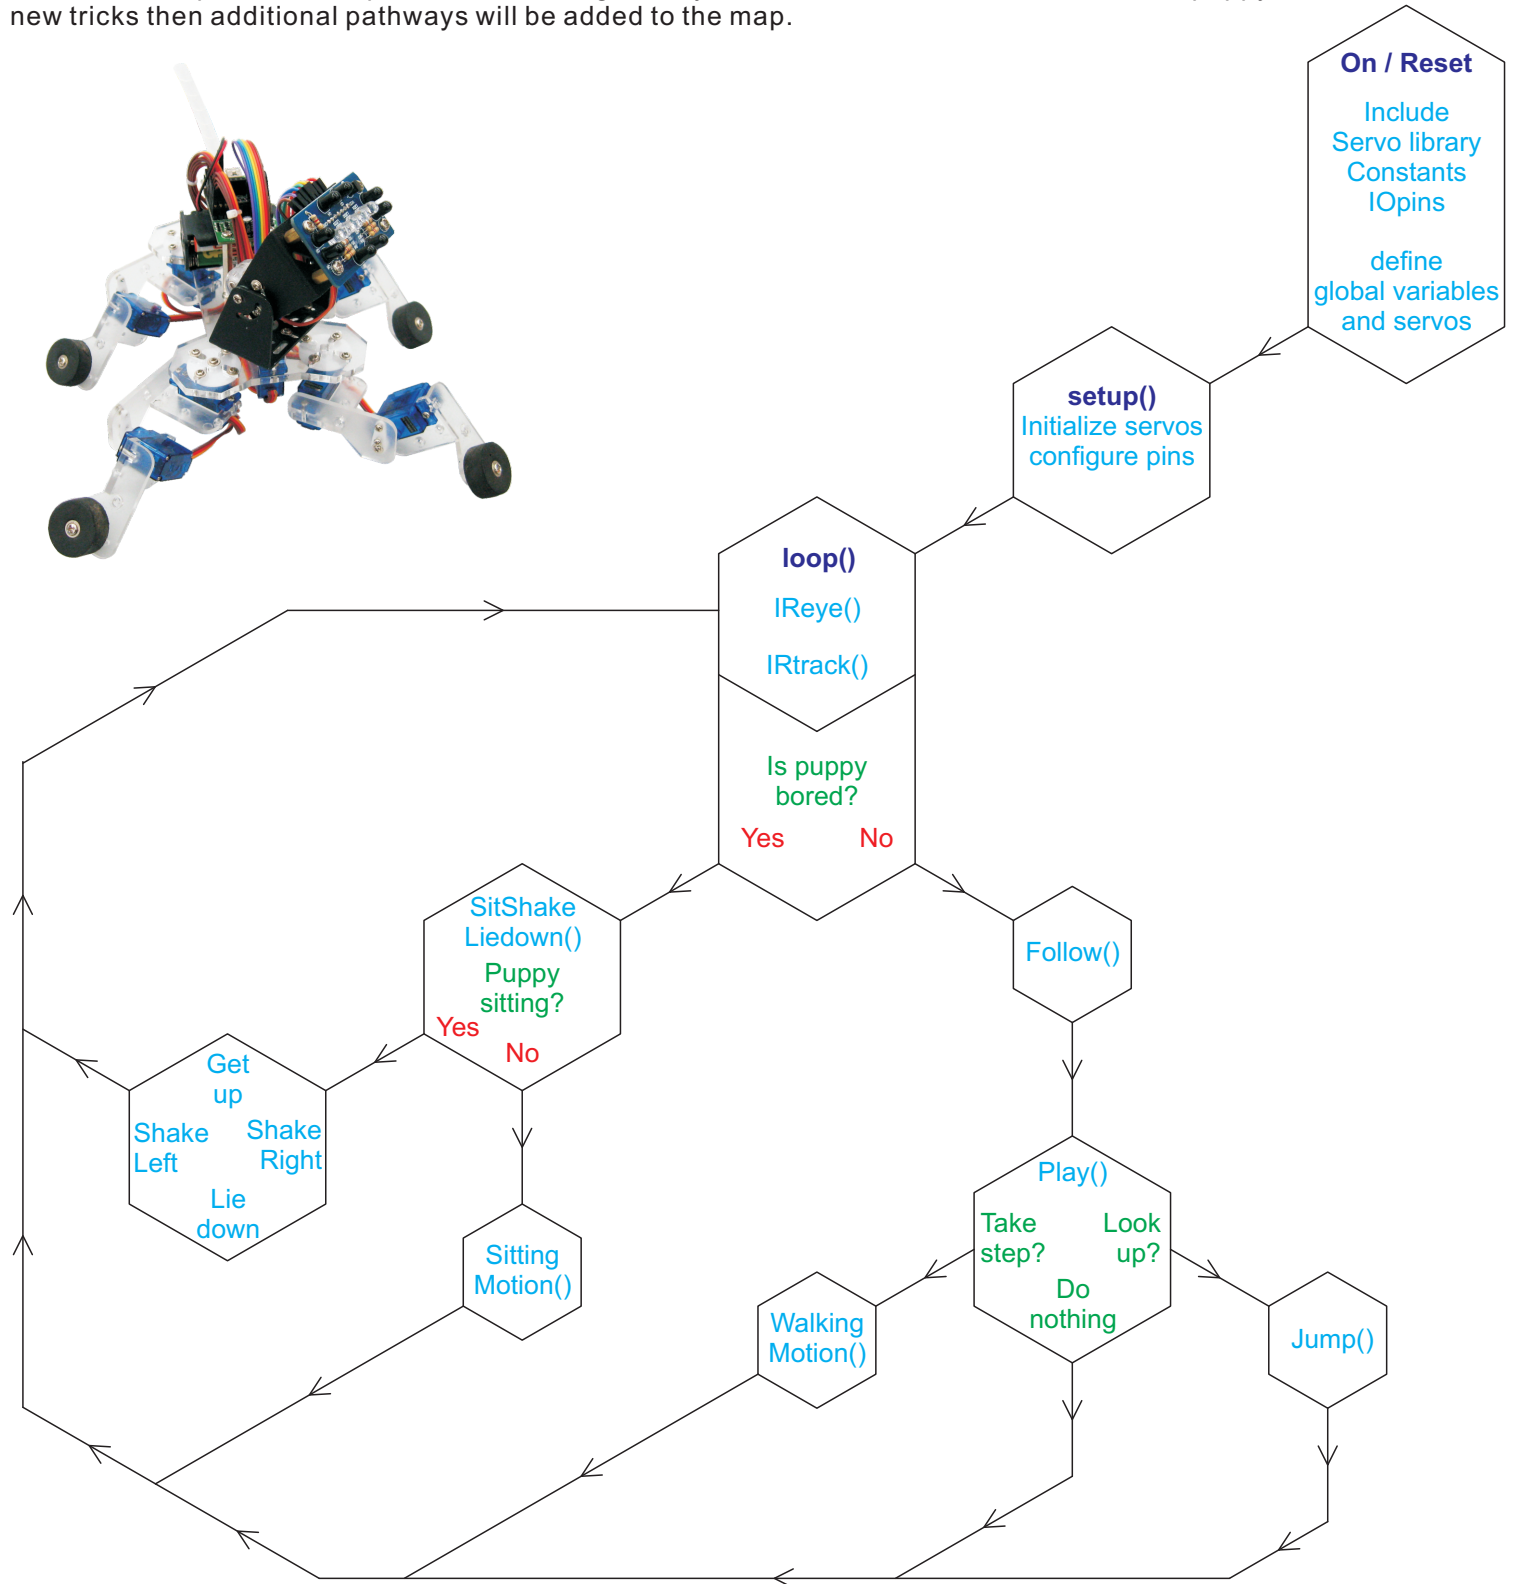 new tricks then additional pathways will be added to the map.
On / Reset
Include
Servo library
Constants
IOpins
define
global variables
and servos
setup()
Initialize servos
configure pins
loop()
IReye()
IRtrack()
Is puppy
bored?
Yes No
SitShake
Liedown()
Puppy
sitting?
Yes
No
Follow()
Get
up
Shake
Left
Shake
Right
Lie
down
Sitting
Motion()
Play()
Take
step?
Look
up?
Do
nothing
Walking
Motion()
Jump()